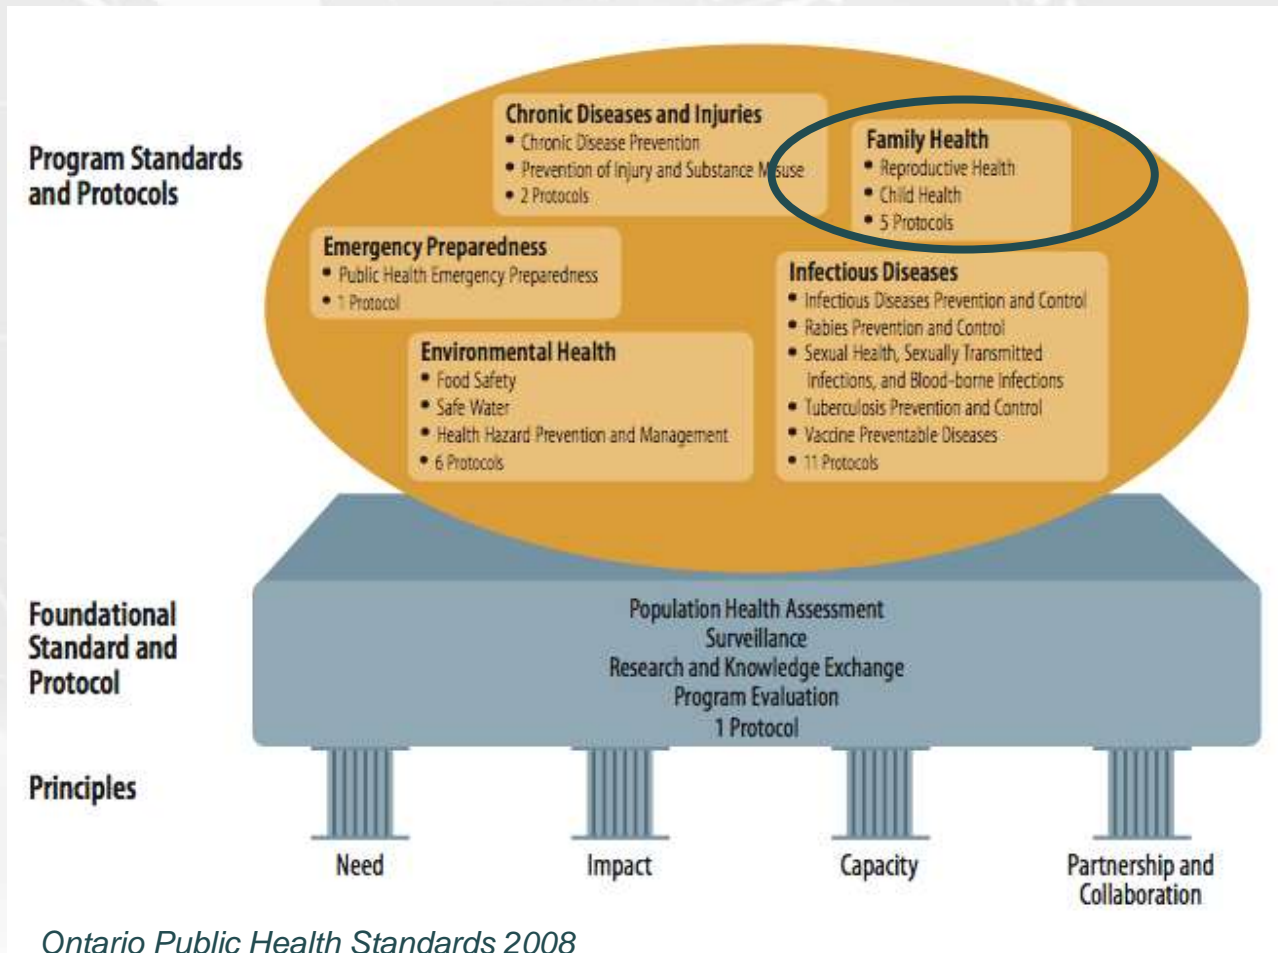 Program Standards
and Protocols
Chronic Diseases and Injuries
• Chronic Disease Prevention
• Prevention of Injury and Substance Misuse
• 2 Protocols
Family Health
• Reproductive Health
• Child Health
• 5 Protocols
Emergency Preparedness
• Public Health Emergency Preparedness
• 1 Protocol
Infectious Diseases
• Infectious Diseases Prevention and Control
• Rabies Prevention and Control
• Sexual Health, Sexually Transmitted
Infections, and Blood-borne Infections
• Tuberculosis Prevention and Control
• Vaccine Preventable Diseases
• 11 Protocols
Environmental Health
• Food Safety
• Safe Water
• Health Hazard Prevention and Management
• 6 Protocols
Foundational
Standard and
Protocol
Population Health Assessment
Surveillance
Research and Knowledge Exchange
Program Evaluation
1 Protocol
Principles
Need
Impact
Capacity
Partnership and
Collaboration
Ontario Public Health Standards 2008